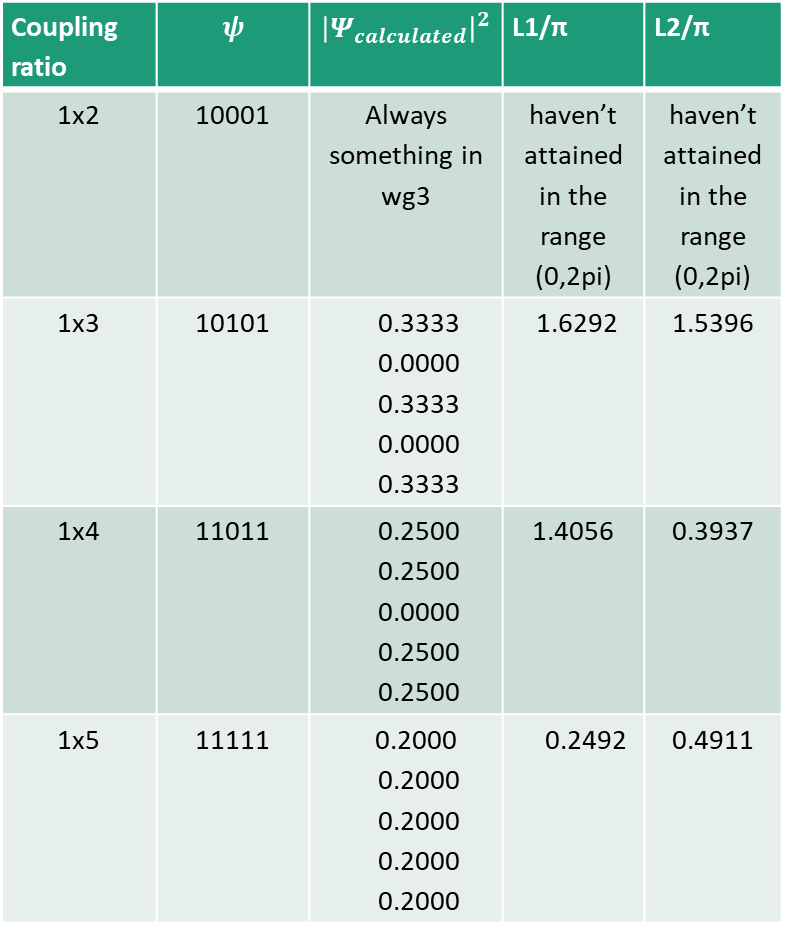 Coupling ratio | ψ | |Ψcalculated|² | L1/π | L2/π
1x2 | 10001 | Always something in wg3 | haven't attained in the range (0,2pi) | haven't attained in the range (0,2pi)
1x3 | 10101 | 0.3333 | 1.6292 | 1.5396
0.0000
0.3333
0.0000
0.3333
1x4 | 11011 | 0.2500 | 1.4056 | 0.3937
0.2500
0.0000
0.2500
0.2500
1x5 | 11111 | 0.2000 | 0.2492 | 0.4911
0.2000
0.2000
0.2000
0.2000